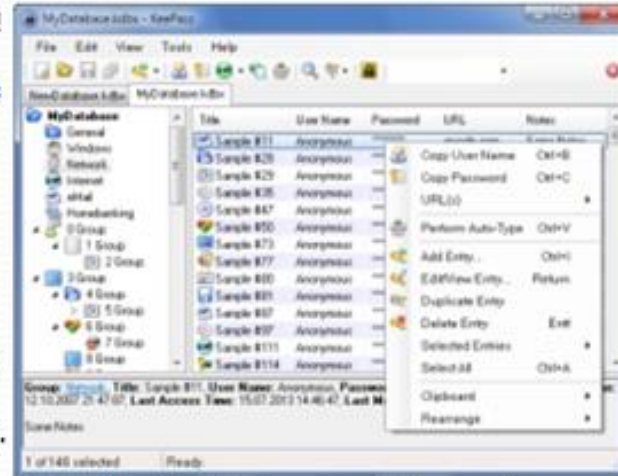 MyDatabase.kdbx - KeePass
File Edit View Tools Help
NewDatabase.kdbx MyDatabase.kdbx
MyDatabase
General
Windows
Network
Internet
eMail
Homebanking
0 Group
1 Group
2 Group
3 Group
4 Group
5 Group
6 Group
7 Group
8 Group
Title User Name Password URL Notes
Sample #11 Anonymous Some Notes
Sample #28 Anonymous
Sample #29 Anonymous
Sample #35 Anonymous
Sample #47 Anonymous
Sample #50 Anonymous
Sample #73 Anonymous
Sample #77 Anonymous
Sample #80 Anonymous
Sample #81 Anonymous
Sample #87 Anonymous
Sample #97 Anonymous
Sample #111 Anonymous
Sample #114 Anonymous
Copy User Name Ctrl+B
Copy Password Ctrl+C
URL(s)
Perform Auto-Type Ctrl+V
Add Entry... Ctrl+I
Edit/View Entry... Return
Duplicate Entry
Delete Entry
Selected Entries
Select All Ctrl+A
Clipboard
Rearrange
Group: Network, Title: Sample #11, User Name: Anonymous, Password
12.10.2007 21:47:07, Last Access Time: 15.07.2013 14:46:47, Last M
Some Notes
1 of 146 selected Ready.